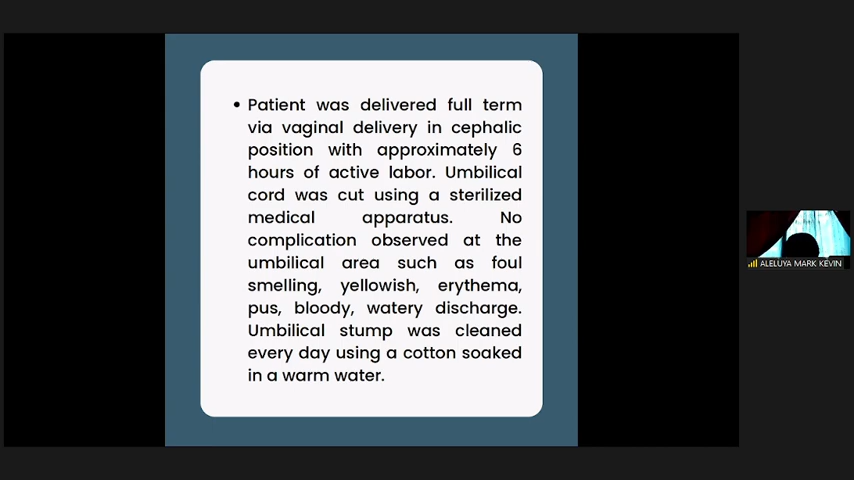 • Patient was delivered full term
via vaginal delivery in cephalic
position with approximately 6
hours of active labor. Umbilical
cord was cut using a sterilized
medical apparatus. No
complication observed at the
umbilical area such as foul
smelling, yellowish, erythema,
pus, bloody, watery discharge.
Umbilical stump was cleaned
every day using a cotton soaked
in a warm water.
ALELUYA MARK KEVIN